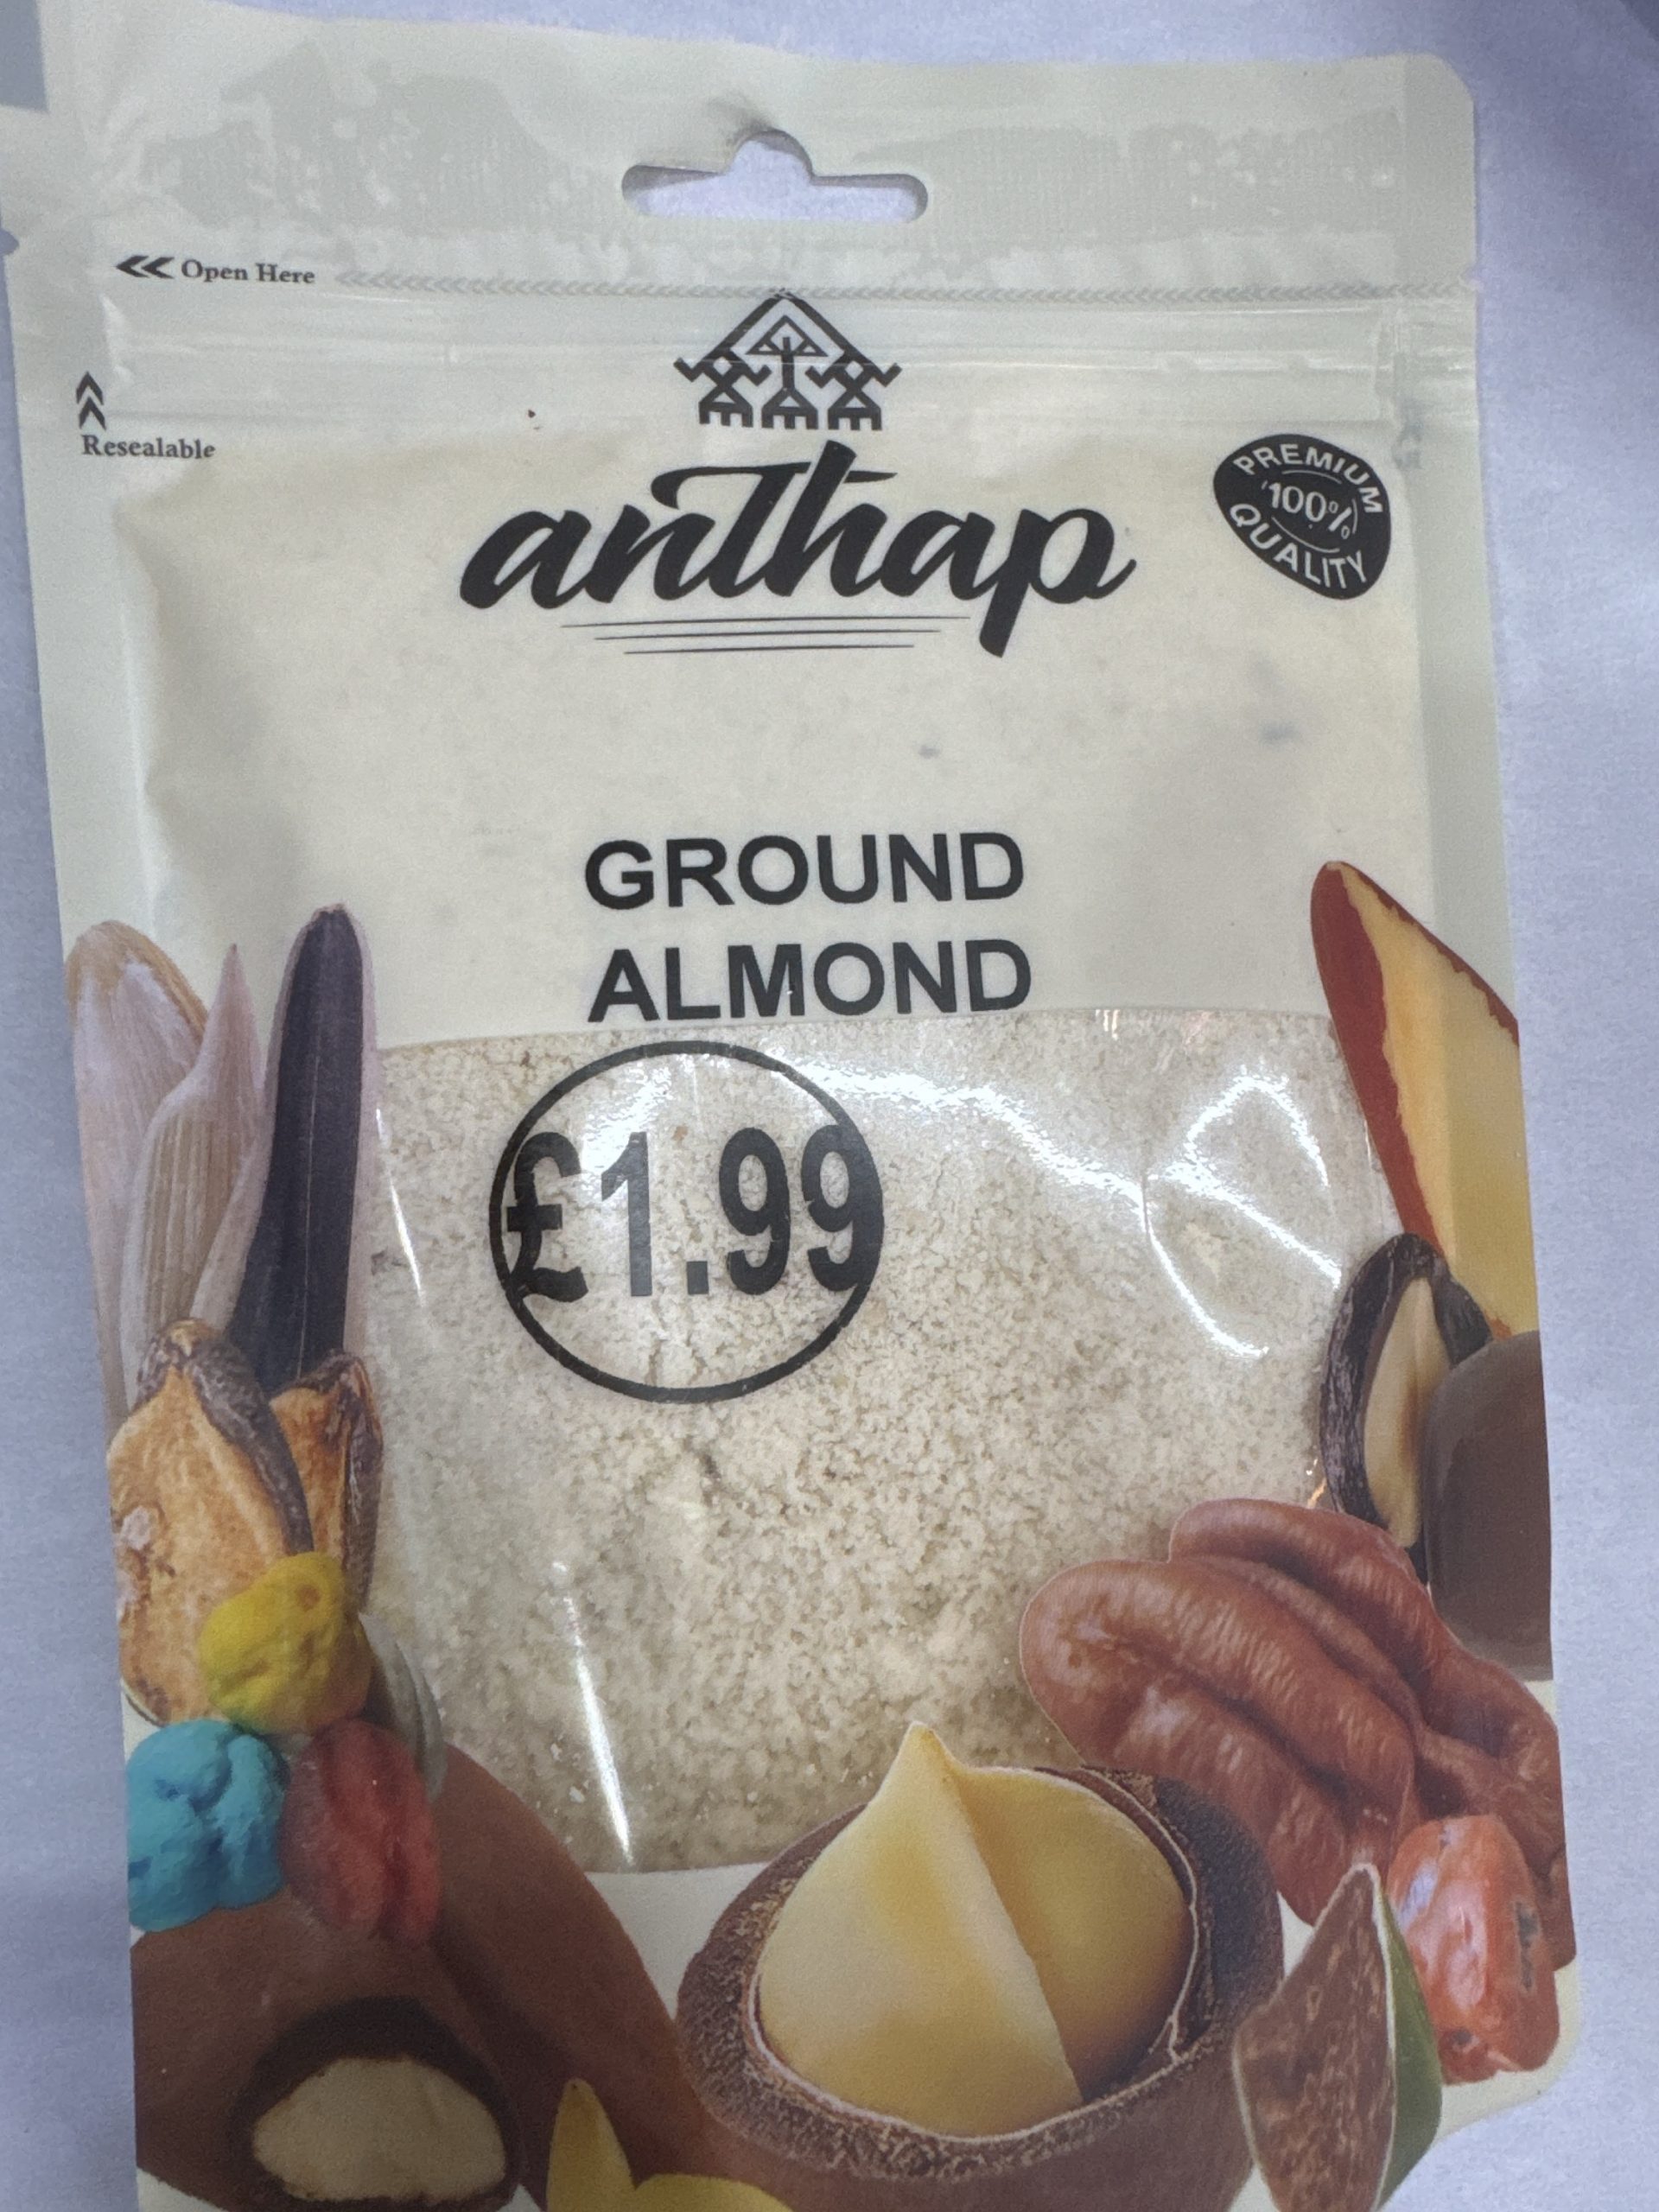 Open Here
Resealable
anthap
PREMIUM
100%
QUALITY
GROUND
ALMOND
£1.99